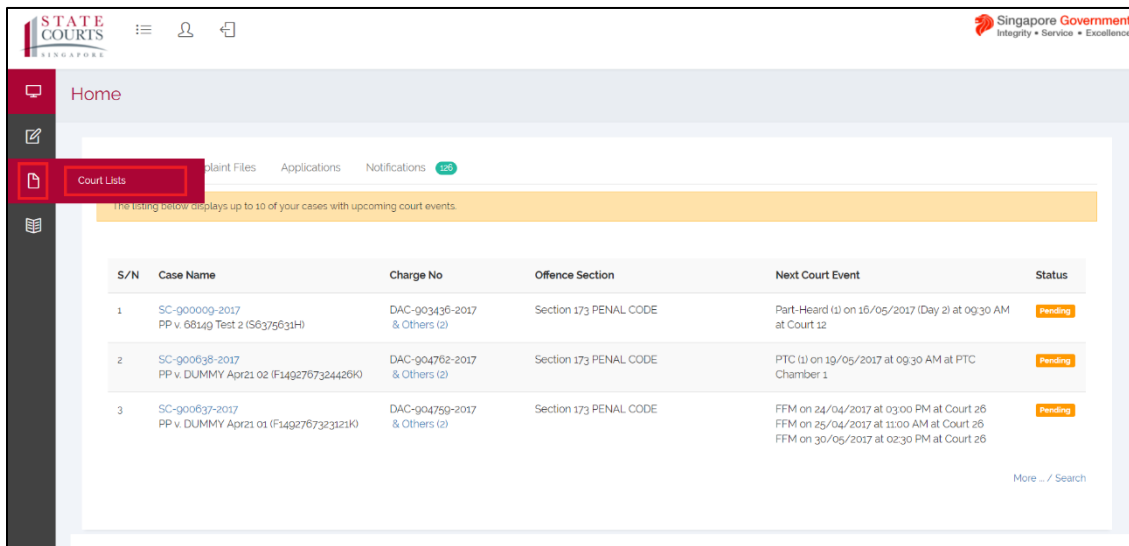 STATE
COURTS
SINGAPORE
Singapore Government
Integrity • Service • Excellence
Home
plaint Files Applications Notifications 126
Court Lists
The listing below displays up to 10 of your cases with upcoming court events.
S/N Case Name Charge No Offence Section Next Court Event Status
1 SC-900009-2017 DAC-903436-2017 Section 173 PENAL CODE Part-Heard (1) on 16/05/2017 (Day 2) at 09:30 AM Pending
PP v. 68149 Test 2 (S6375631H) & Others (2) at Court 12
2 SC-900638-2017 DAC-904762-2017 Section 173 PENAL CODE PTC (1) on 19/05/2017 at 09:30 AM at PTC Pending
PP v. DUMMY Apr21 02 (F1492767324426K) & Others (2) Chamber 1
3 SC-900637-2017 DAC-904759-2017 Section 173 PENAL CODE FFM on 24/04/2017 at 03:00 PM at Court 26 Pending
PP v. DUMMY Apr21 01 (F1492767323121K) & Others (2) FFM on 25/04/2017 at 11:00 AM at Court 26
FFM on 30/05/2017 at 02:30 PM at Court 26
More ... / Search